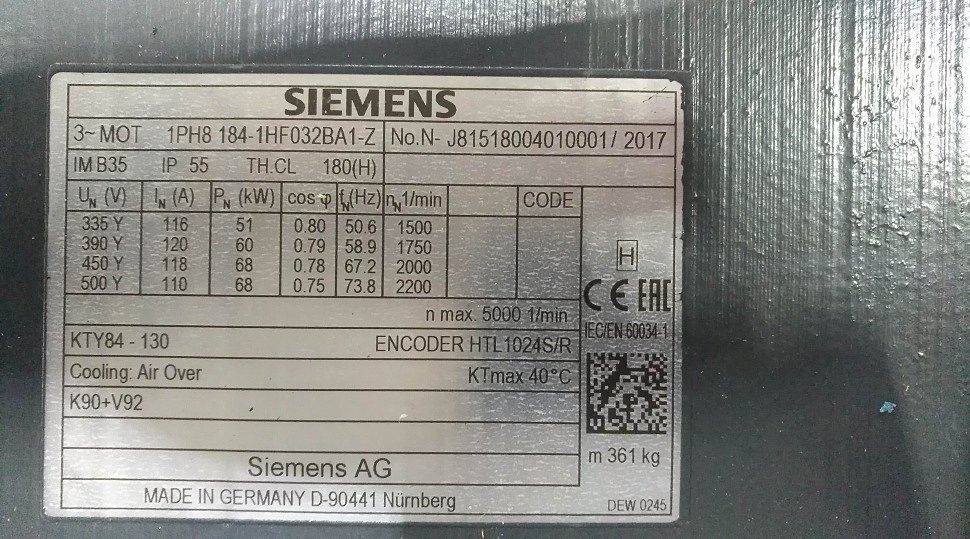 SIEMENS
3~ MOT 1PH8 184-1HF032BA1-Z No.N- J81518004010001 / 2017
IM B35 IP 55 TH.CL 180(H)
UN (V) IN (A) PN (kW) cos φ fN(Hz) nN1/min CODE
335 Y 116 51 0.80 50.6 1500
390 Y 120 60 0.79 58.9 1750
450 Y 118 68 0.78 67.2 2000
500 Y 110 68 0.75 73.8 2200
H
CE EAC
n max. 5000 1/min
IEC/EN 60034-1
KTY84 - 130 ENCODER HTL1024S/R
Cooling: Air Over KTmax 40°C
K90+V92
m 361 kg
Siemens AG
MADE IN GERMANY D-90441 Nürnberg
DEW 0245